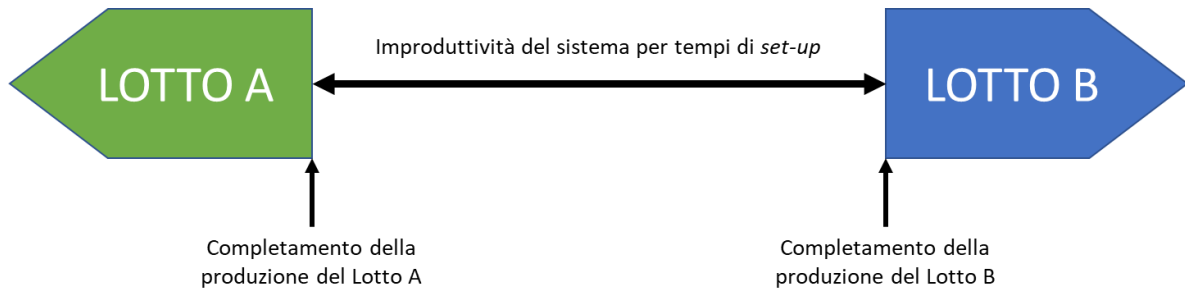 Improduttività del sistema per tempi di set-up
LOTTO A
LOTTO B
Completamento della
produzione del Lotto A
Completamento della
produzione del Lotto B